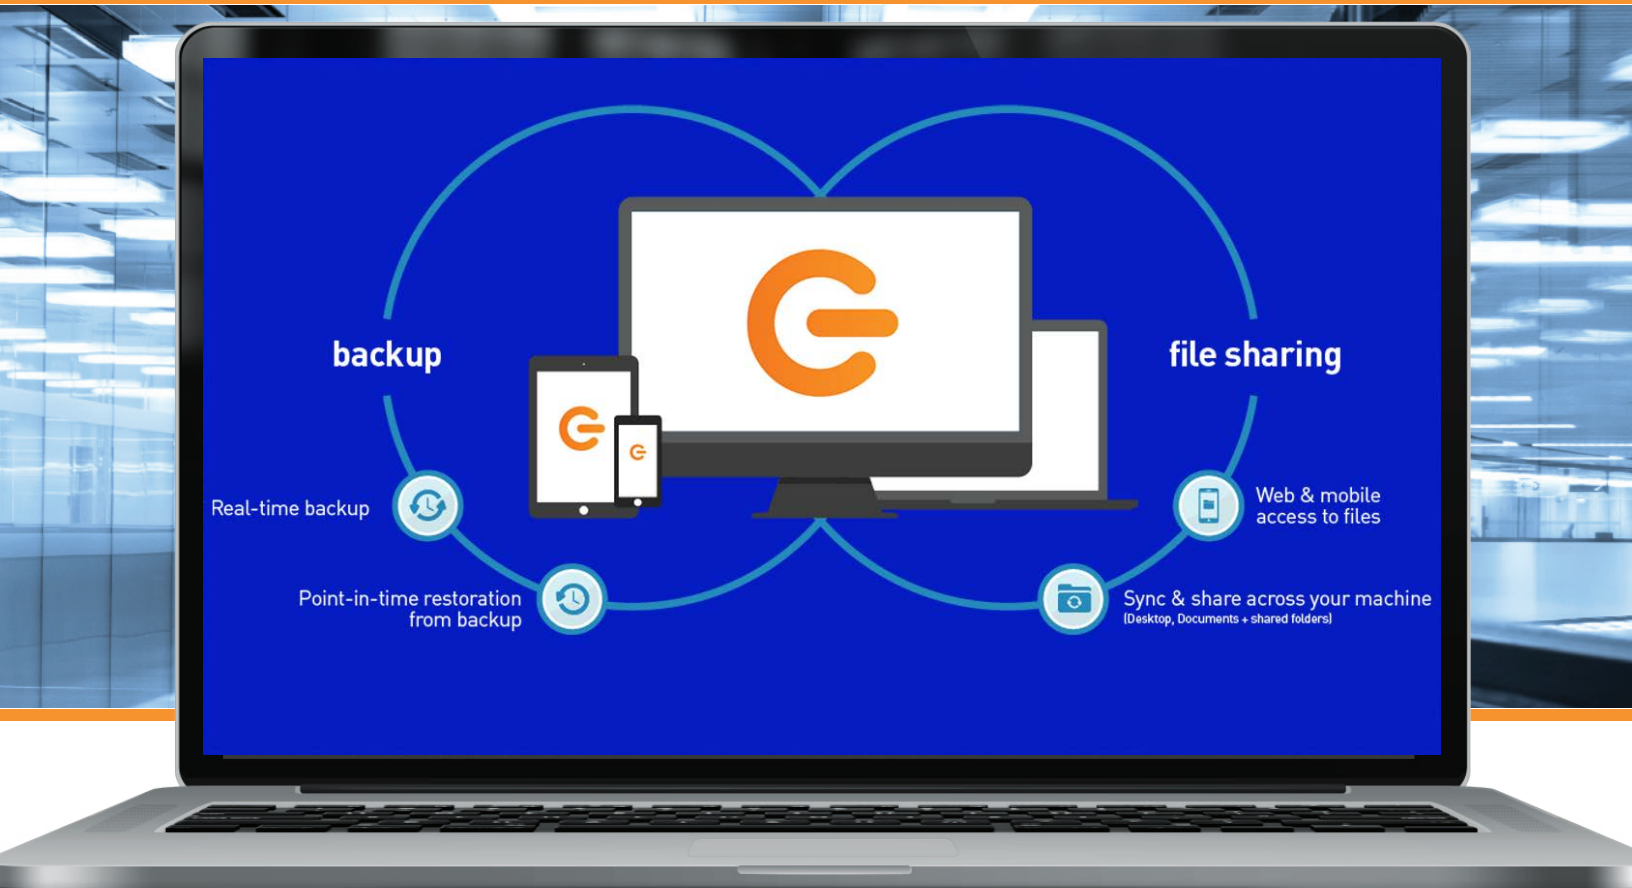 backup
Real-time backup
Point-in-time restoration
from backup
file sharing
Web & mobile
access to files
Sync & share across your machine
(Desktop, Documents + shared folders)